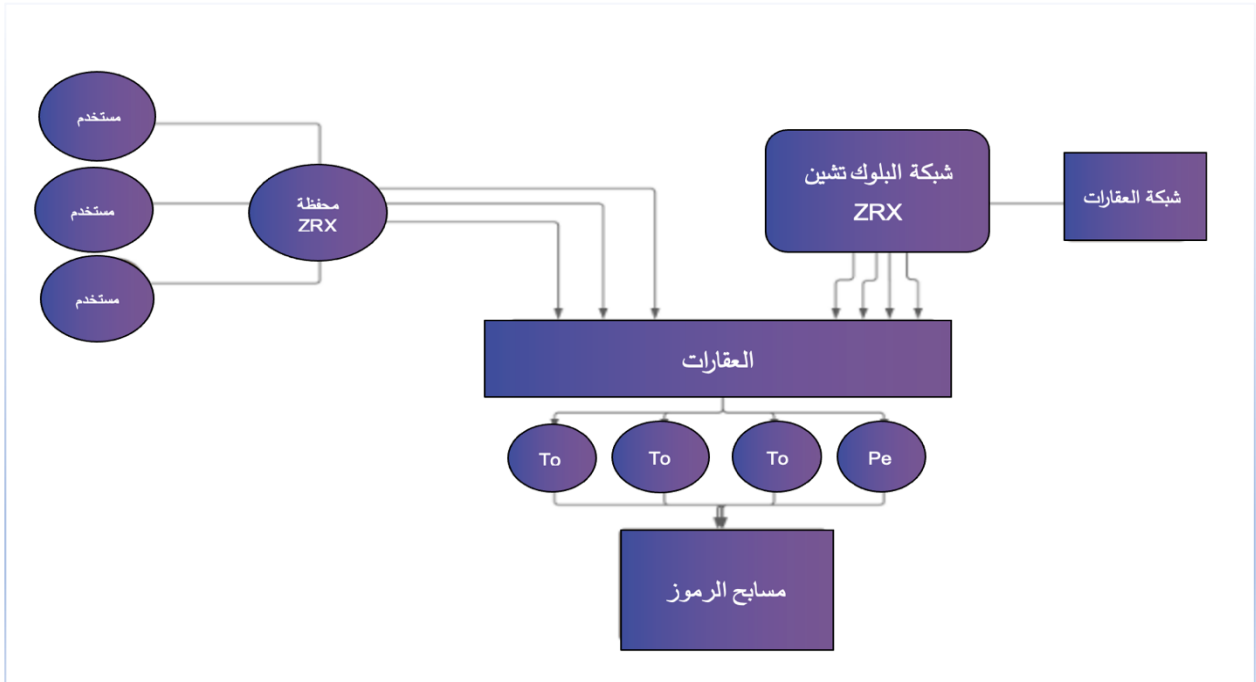 مستخدم
مستخدم
مستخدم
محفظة
ZRX
شبكة البلوك تشين
ZRX
شبكة العقارات
العقارات
To
To
To
Pe
مسابح الرموز